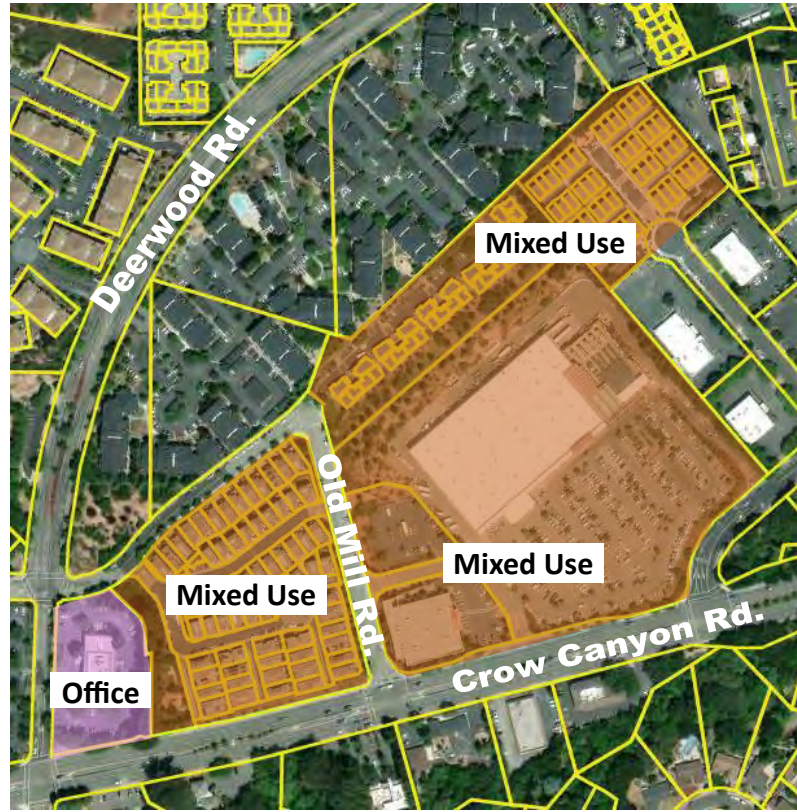 Deerwood Rd.
Mixed Use
Old Mill Rd.
Mixed Use
Mixed Use
Crow Canyon Rd.
Office